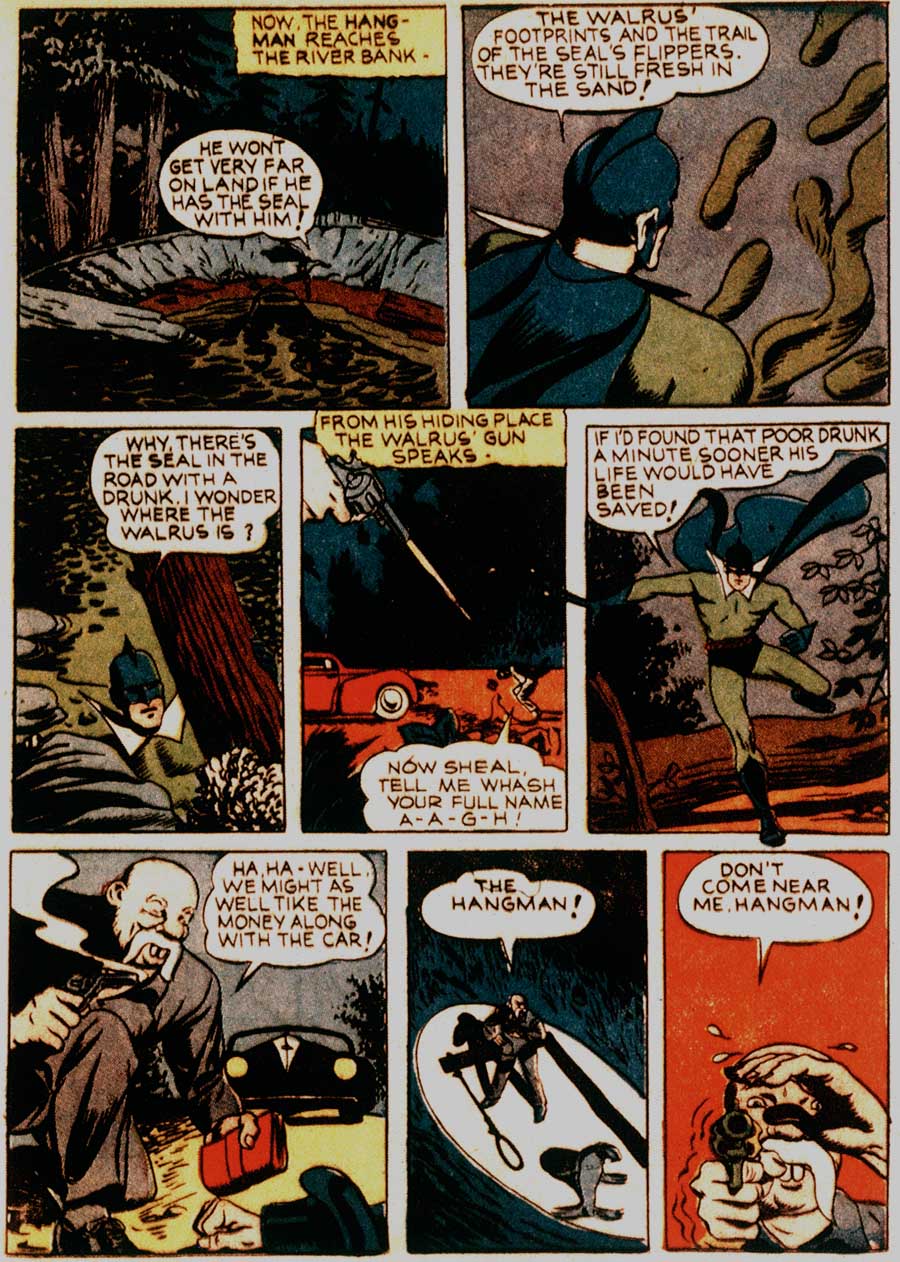 NOW, THE HANG-
MAN REACHES
THE RIVER BANK -
HE WONT
GET VERY FAR
ON LAND IF HE
HAS THE SEAL
WITH HIM!
THE WALRUS'
FOOTPRINTS AND THE TRAIL
OF THE SEAL'S FLIPPERS.
THEY'RE STILL FRESH IN
THE SAND!
WHY, THERE'S
THE SEAL IN THE
ROAD WITH A
DRUNK. I WONDER
WHERE THE
WALRUS IS ?
FROM HIS HIDING PLACE
THE WALRUS' GUN
SPEAKS -
NOW SHEAL,
TELL ME WHASH
YOUR FULL NAME
A-A-G-H!
IF I'D FOUND THAT POOR DRUNK
A MINUTE SOONER HIS
LIFE WOULD HAVE
BEEN
SAVED!
HA, HA - WELL,
WE MIGHT AS
WELL TIKE THE
MONEY ALONG
WITH THE CAR!
THE
HANGMAN!
DON'T
COME NEAR
ME, HANGMAN!